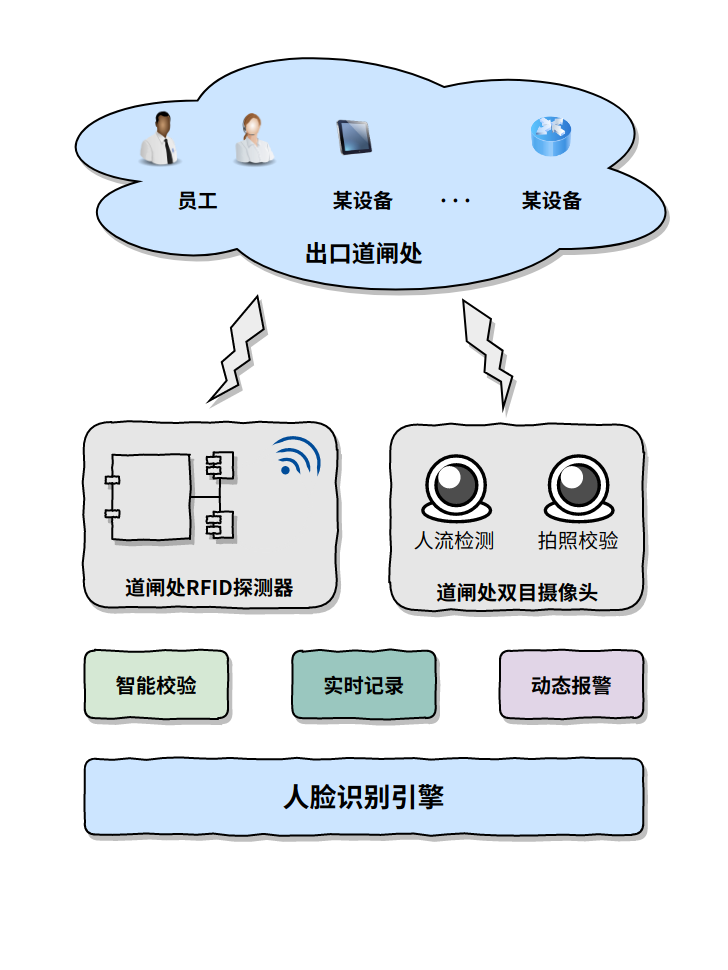 员工
某设备
···
某设备
出口道闸处
人流检测
拍照校验
道闸处RFID探测器
道闸处双目摄像头
智能校验
实时记录
动态报警
人脸识别引擎